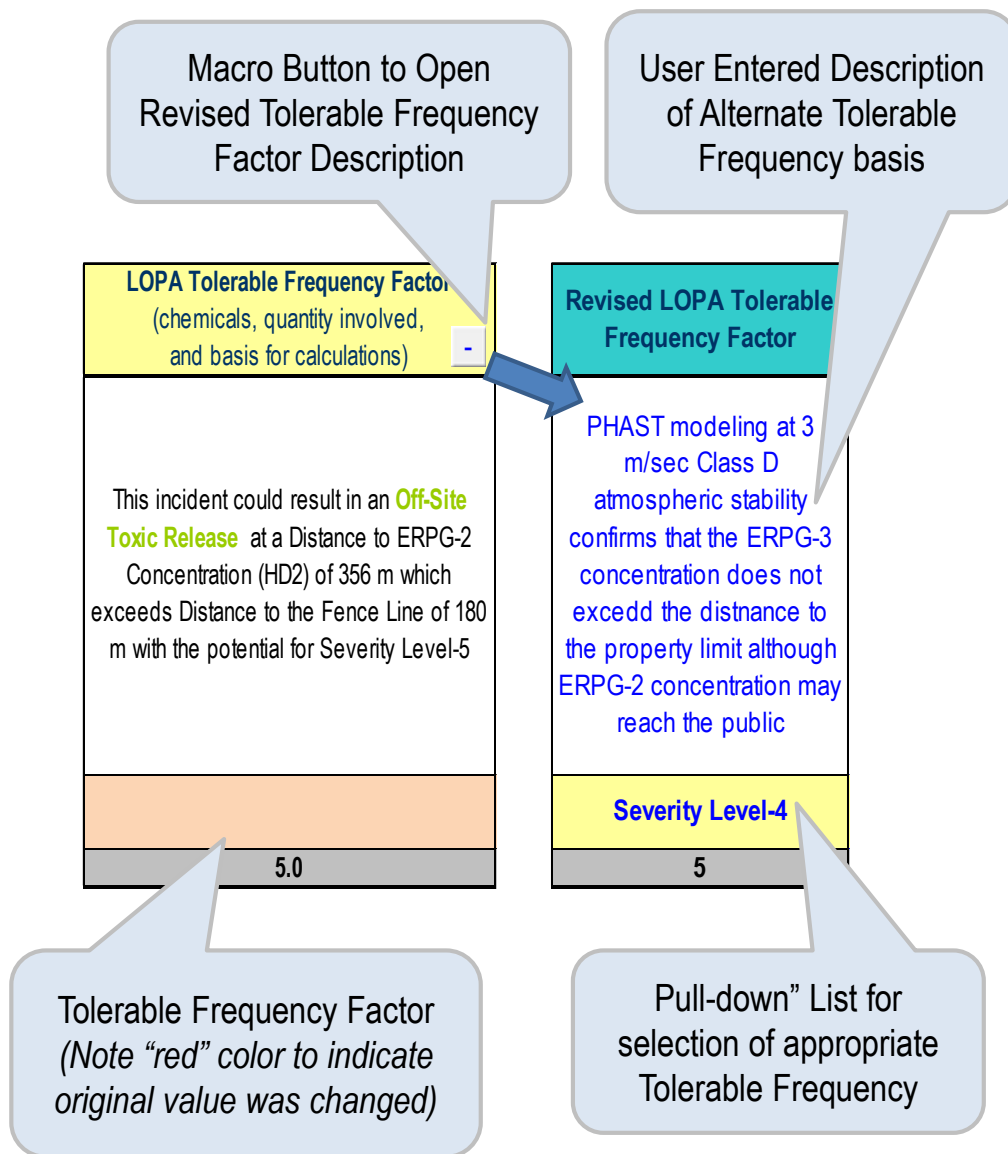 Macro Button to Open
Revised Tolerable Frequency
Factor Description
User Entered Description
of Alternate Tolerable
Frequency basis
LOPA Tolerable Frequency Factor
(chemicals, quantity involved,
and basis for calculations)
-
Revised LOPA Tolerable
Frequency Factor
This incident could result in an Off-Site
Toxic Release at a Distance to ERPG-2
Concentration (HD2) of 356 m which
exceeds Distance to the Fence Line of 180
m with the potential for Severity Level-5
PHAST modeling at 3
m/sec Class D
atmospheric stability
confirms that the ERPG-3
concentration does not
excedd the distnance to
the property limit although
ERPG-2 concentration may
reach the public
Severity Level-4
5.0
5
Tolerable Frequency Factor
(Note “red” color to indicate
original value was changed)
Pull-down” List for
selection of appropriate
Tolerable Frequency